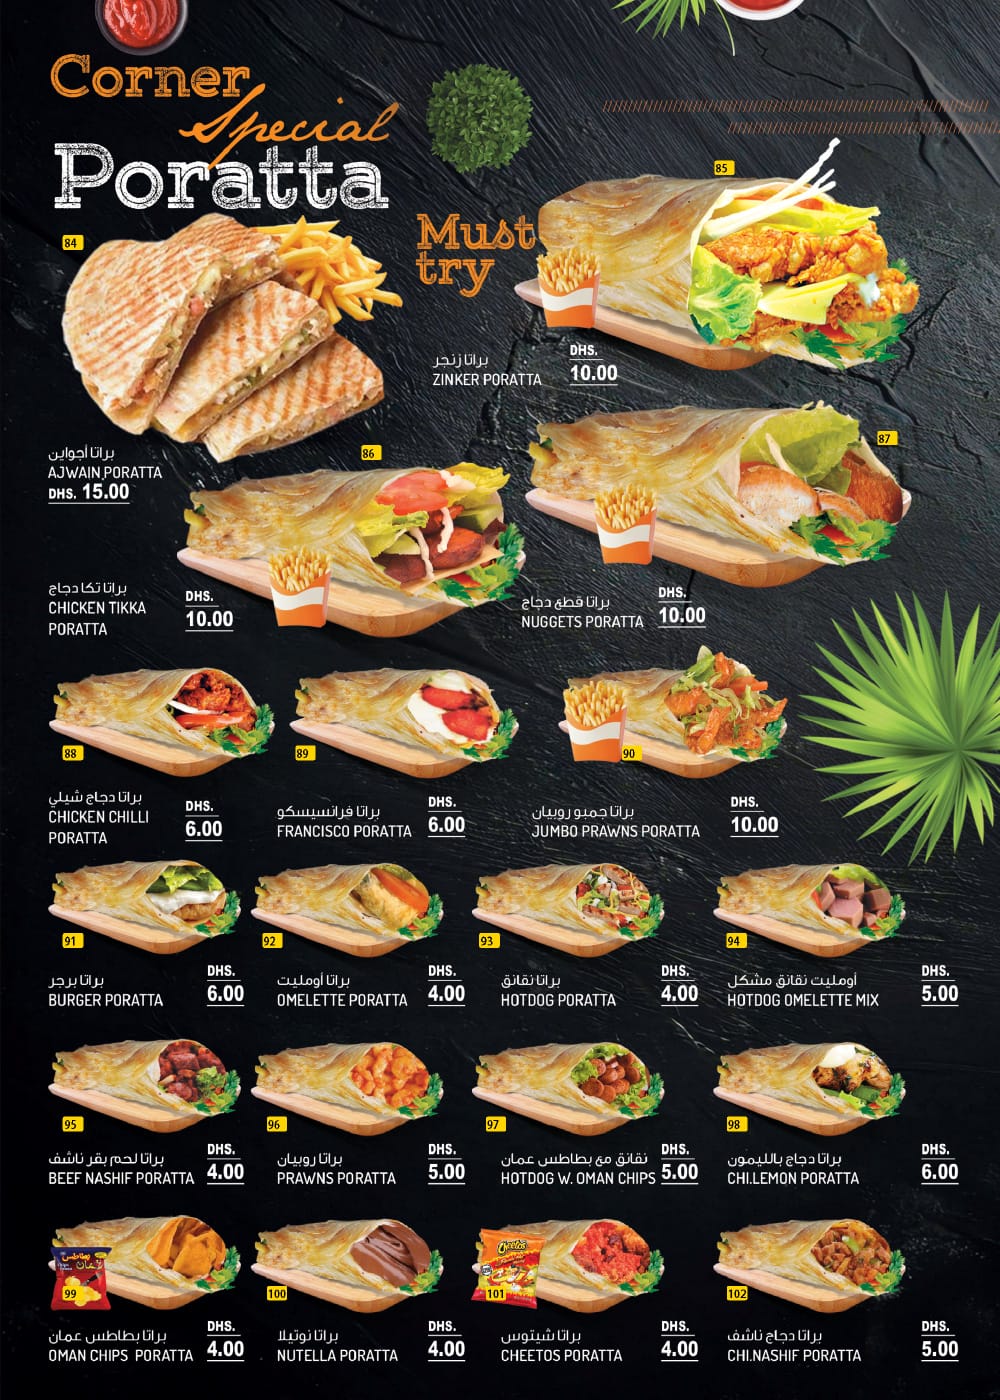 Corner
Special
Poratta
Must
try
84
براتا أجواين
AJWAIN PORATTA
DHS. 15.00
85
براتا زنجر
ZINKER PORATTA
DHS.
10.00
86
براتا تكا دجاج
CHICKEN TIKKA
PORATTA
DHS.
10.00
87
براتا قطع دجاج
NUGGETS PORATTA
DHS.
10.00
88
براتا دجاج شيلي
CHICKEN CHILLI
PORATTA
DHS.
6.00
89
براتا فرانسيسكو
FRANCISCO PORATTA
DHS.
6.00
90
براتا جمبو روبيان
JUMBO PRAWNS PORATTA
DHS.
10.00
91
براتا برجر
BURGER PORATTA
DHS.
6.00
92
براتا أومليت
OMELETTE PORATTA
DHS.
4.00
93
براتا نقانق
HOTDOG PORATTA
DHS.
4.00
94
أومليت نقانق مشكل
HOTDOG OMELETTE MIX
DHS.
5.00
95
براتا لحم بقر ناشف
BEEF NASHIF PORATTA
DHS.
4.00
96
براتا روبيان
PRAWNS PORATTA
DHS.
5.00
97
نقانق مع بطاطس عمان
HOTDOG W. OMAN CHIPS
DHS.
5.00
98
براتا دجاج بالليمون
CHI.LEMON PORATTA
DHS.
6.00
بطاطس
عمان
99
براتا بطاطس عمان
OMAN CHIPS PORATTA
DHS.
4.00
100
براتا نوتيلا
NUTELLA PORATTA
DHS.
4.00
Cheetos
101
براتا شيتوس
CHEETOS PORATTA
DHS.
4.00
102
براتا دجاج ناشف
CHI.NASHIF PORATTA
DHS.
5.00